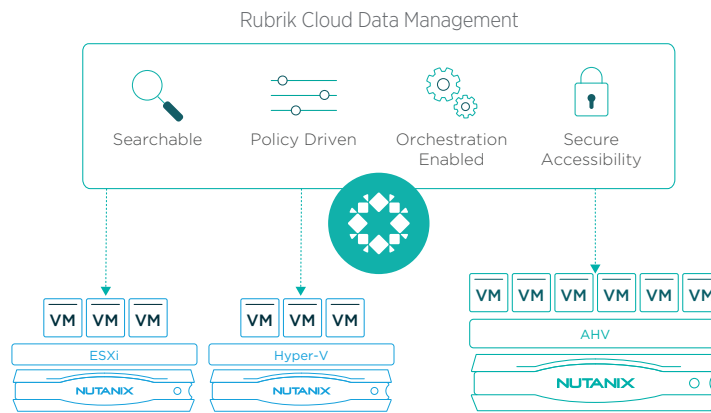 Rubrik Cloud Data Management
Searchable
Policy Driven
Orchestration
Enabled
Secure
Accessibility
VM VM VM
VM VM VM
VM VM VM VM VM VM
ESXi
Hyper-V
AHV
NUTANIX
NUTANIX
NUTANIX